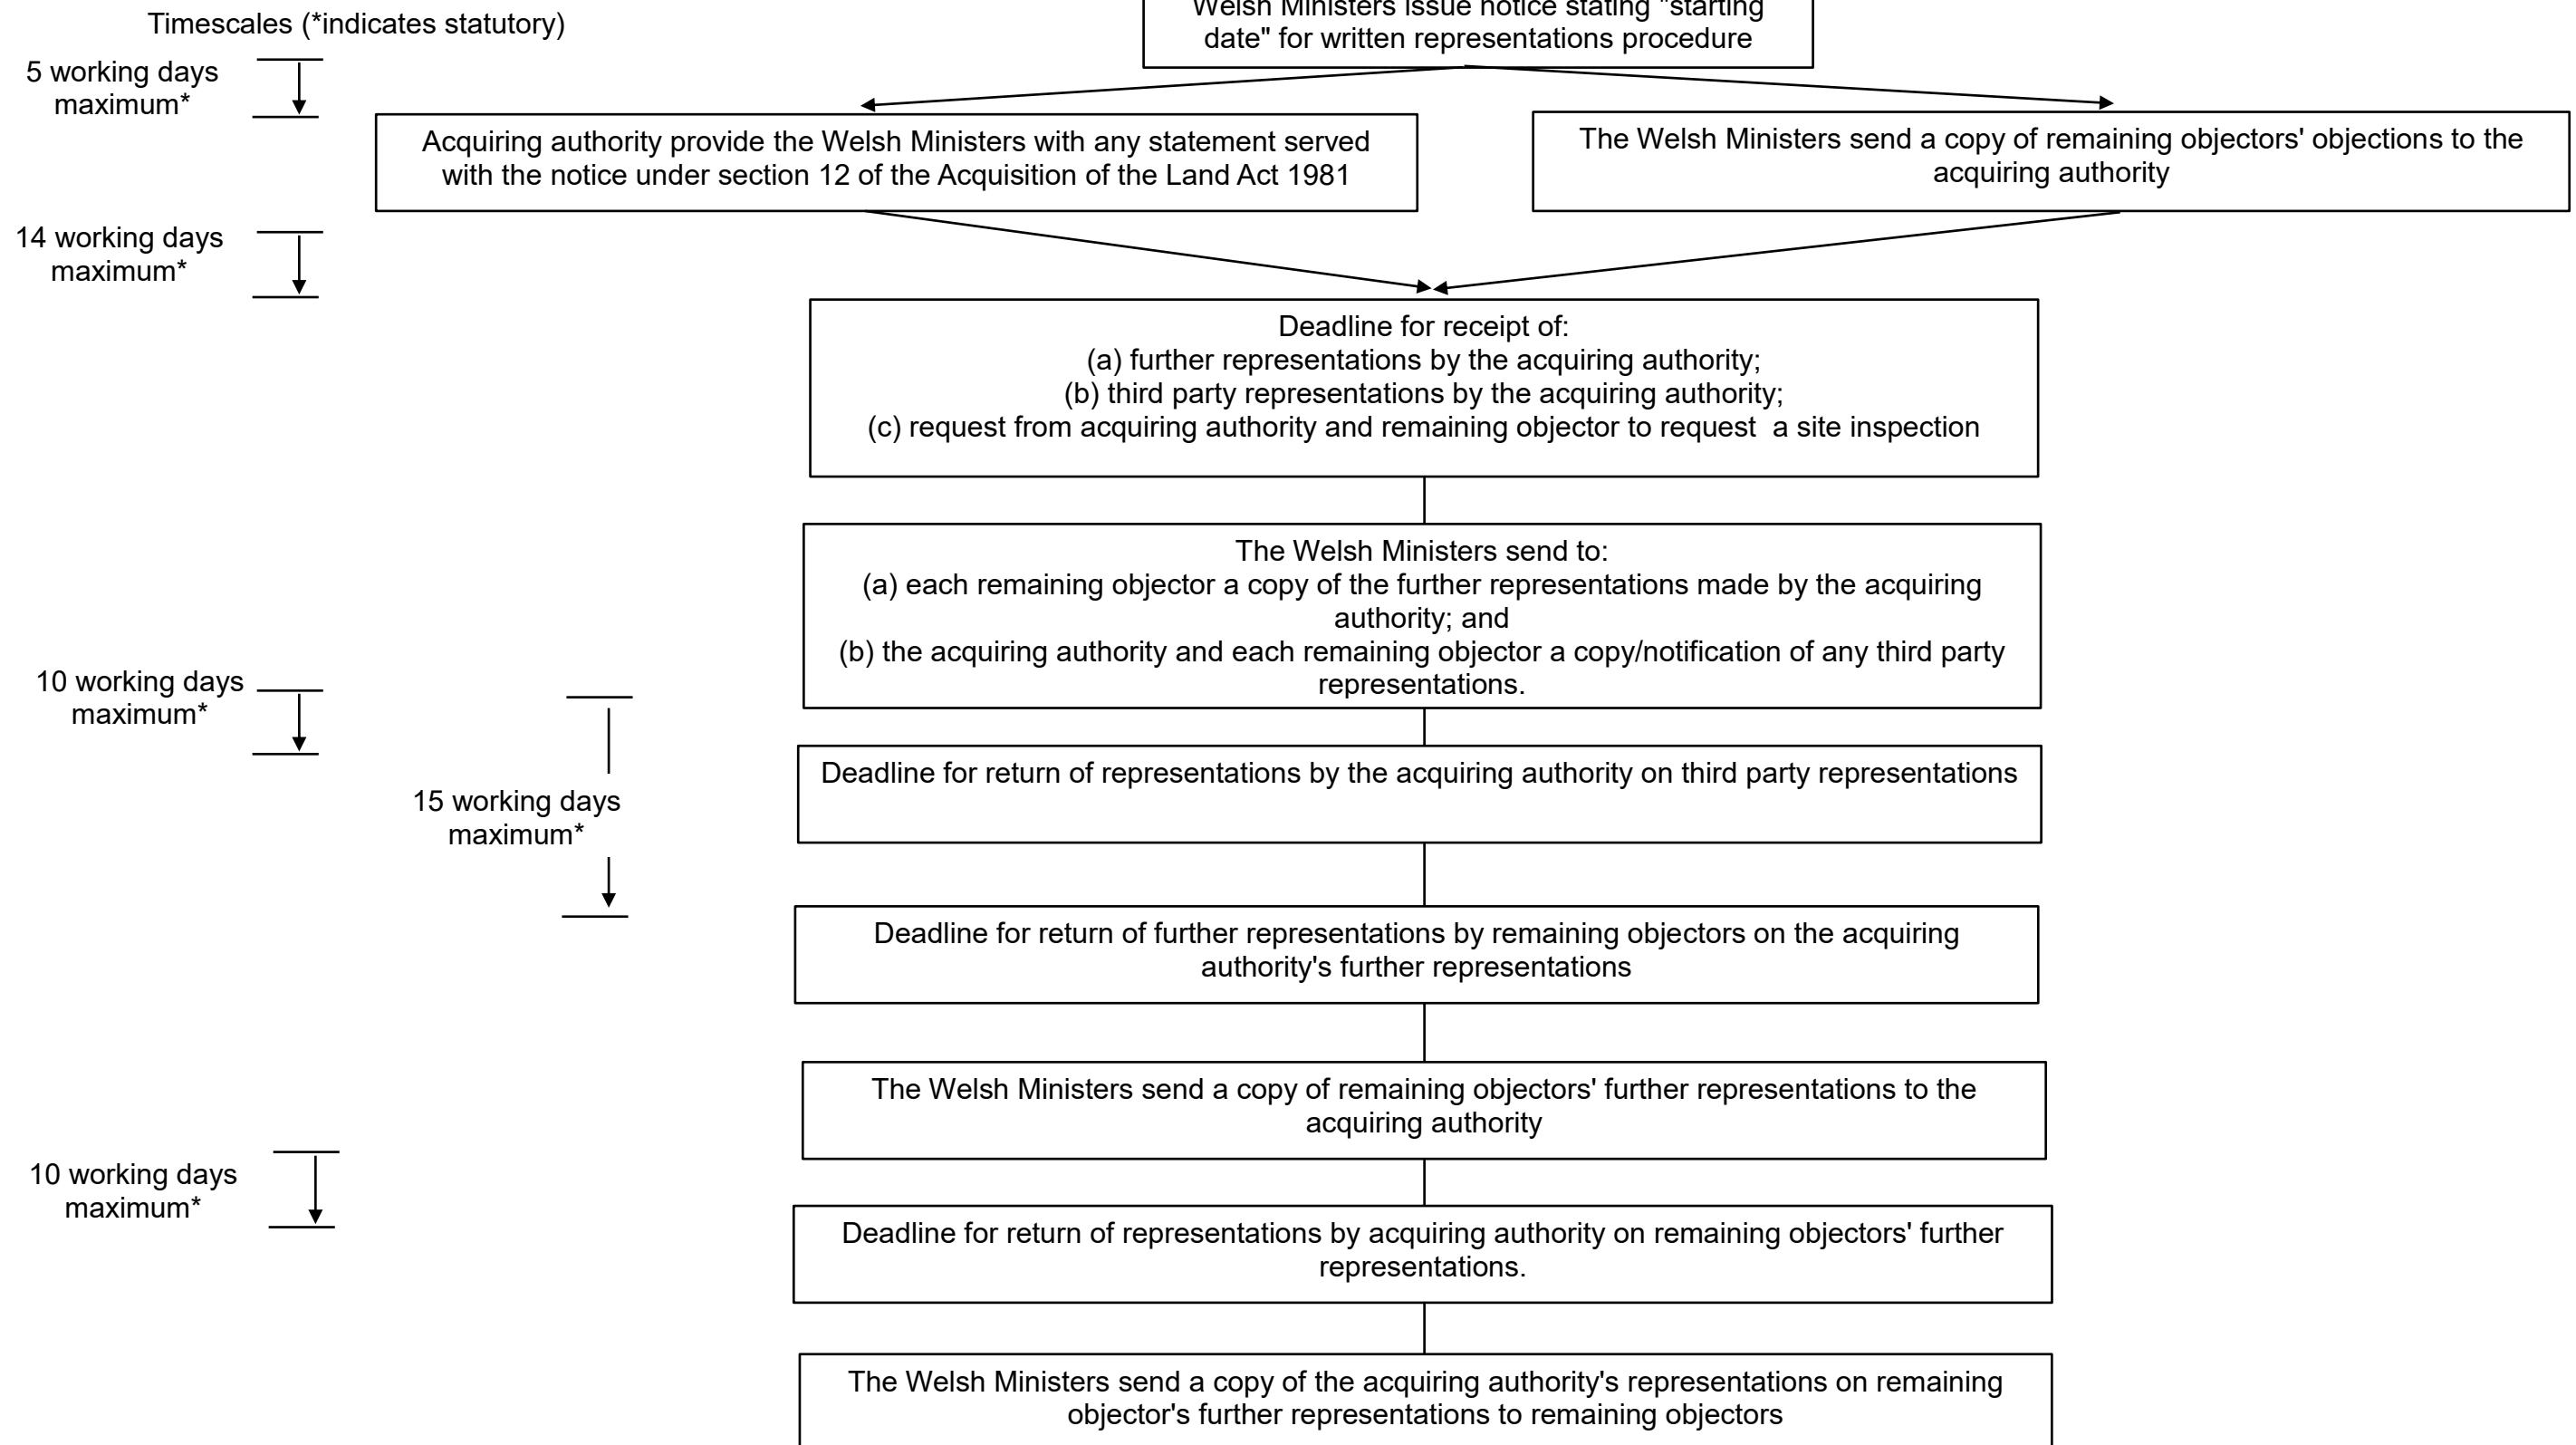 Timescales (*indicates statutory)
Welsh Ministers issue notice stating "starting
date" for written representations procedure
5 working days
maximum*
Acquiring authority provide the Welsh Ministers with any statement served
with the notice under section 12 of the Acquisition of the Land Act 1981
The Welsh Ministers send a copy of remaining objectors' objections to the
acquiring authority
14 working days
maximum*
Deadline for receipt of:
(a) further representations by the acquiring authority;
(b) third party representations by the acquiring authority;
(c) request from acquiring authority and remaining objector to request  a site inspection
The Welsh Ministers send to:
(a) each remaining objector a copy of the further representations made by the acquiring
authority; and
(b) the acquiring authority and each remaining objector a copy/notification of any third party
representations.
10 working days
maximum*
15 working days
maximum*
Deadline for return of representations by the acquiring authority on third party representations
Deadline for return of further representations by remaining objectors on the acquiring
authority's further representations
The Welsh Ministers send a copy of remaining objectors' further representations to the
acquiring authority
10 working days
maximum*
Deadline for return of representations by acquiring authority on remaining objectors' further
representations.
The Welsh Ministers send a copy of the acquiring authority's representations on remaining
objector's further representations to remaining objectors